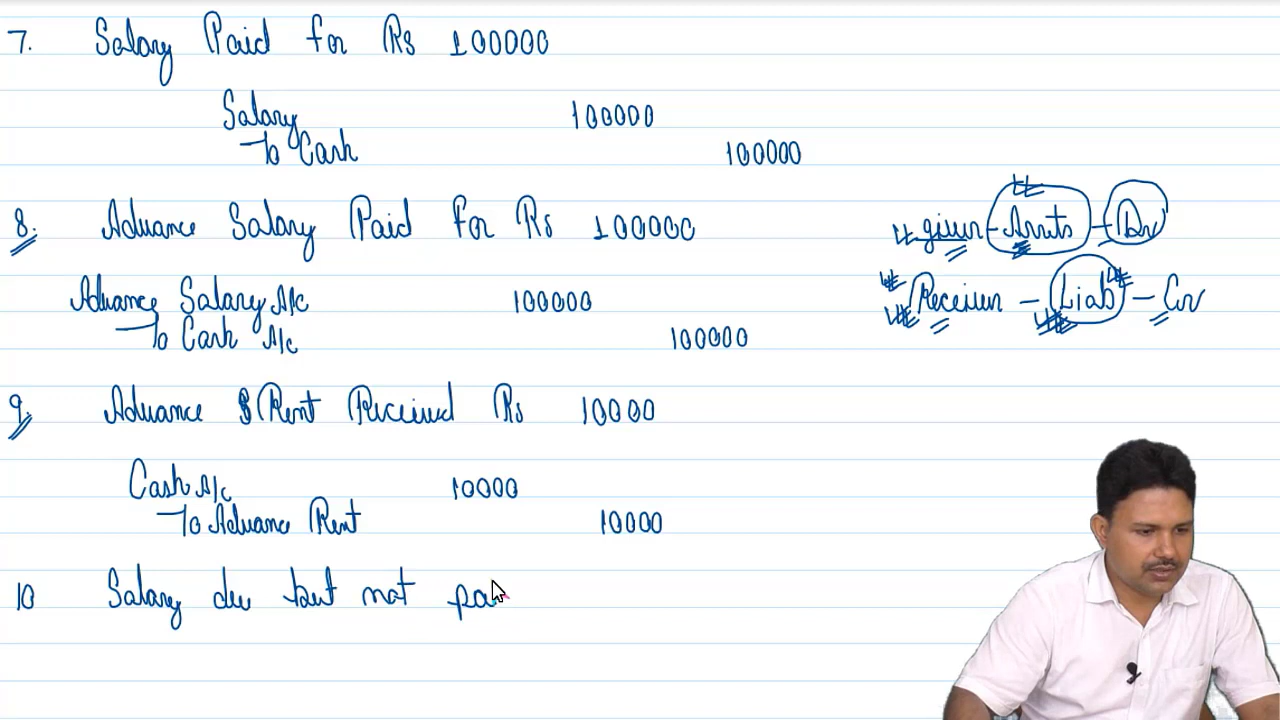 7. Salary Paid for Rs 100000
Salary 100000
To Cash 100000
8. Advance Salary Paid For Rs 100000
given - Assets - Dr
Advance Salary A/c 100000
Receiver - Liab - Cr
To Cash A/c 100000
9. Advance Rent Received Rs 10000
Cash A/c 10000
To Advance Rent 10000
10 Salary due but not pai